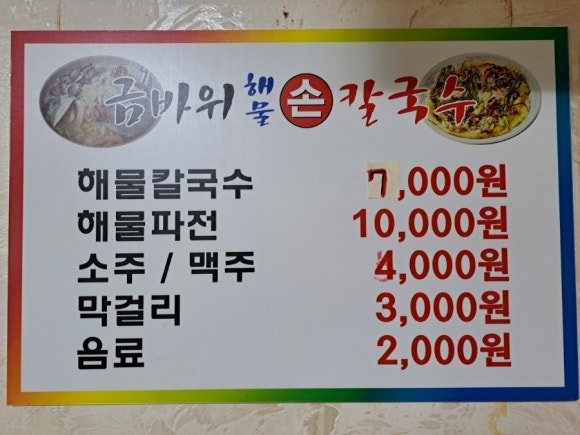 곰바위 해물 손 칼국수
해물칼국수 7,000원
해물파전 10,000원
소주 / 맥주 4,000원
막걸리 3,000원
음료 2,000원